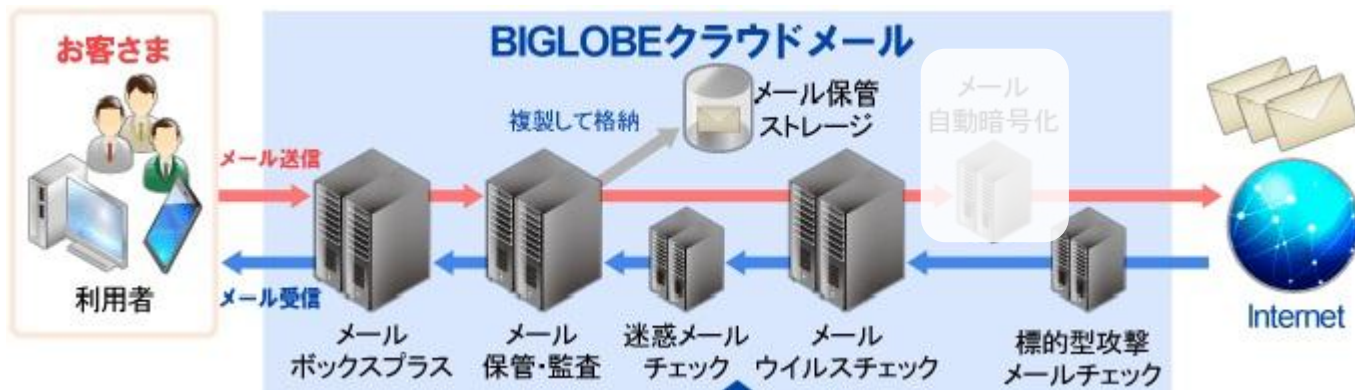 BIGLOBEクラウドメール
お客さま
メール保管
ストレージ
メール
自動暗号化
複製して格納
メール送信
メール受信
利用者
メール
ボックスプラス
メール
保管・監査
迷惑メール
チェック
メール
ウイルスチェック
標的型攻撃
メールチェック
Internet